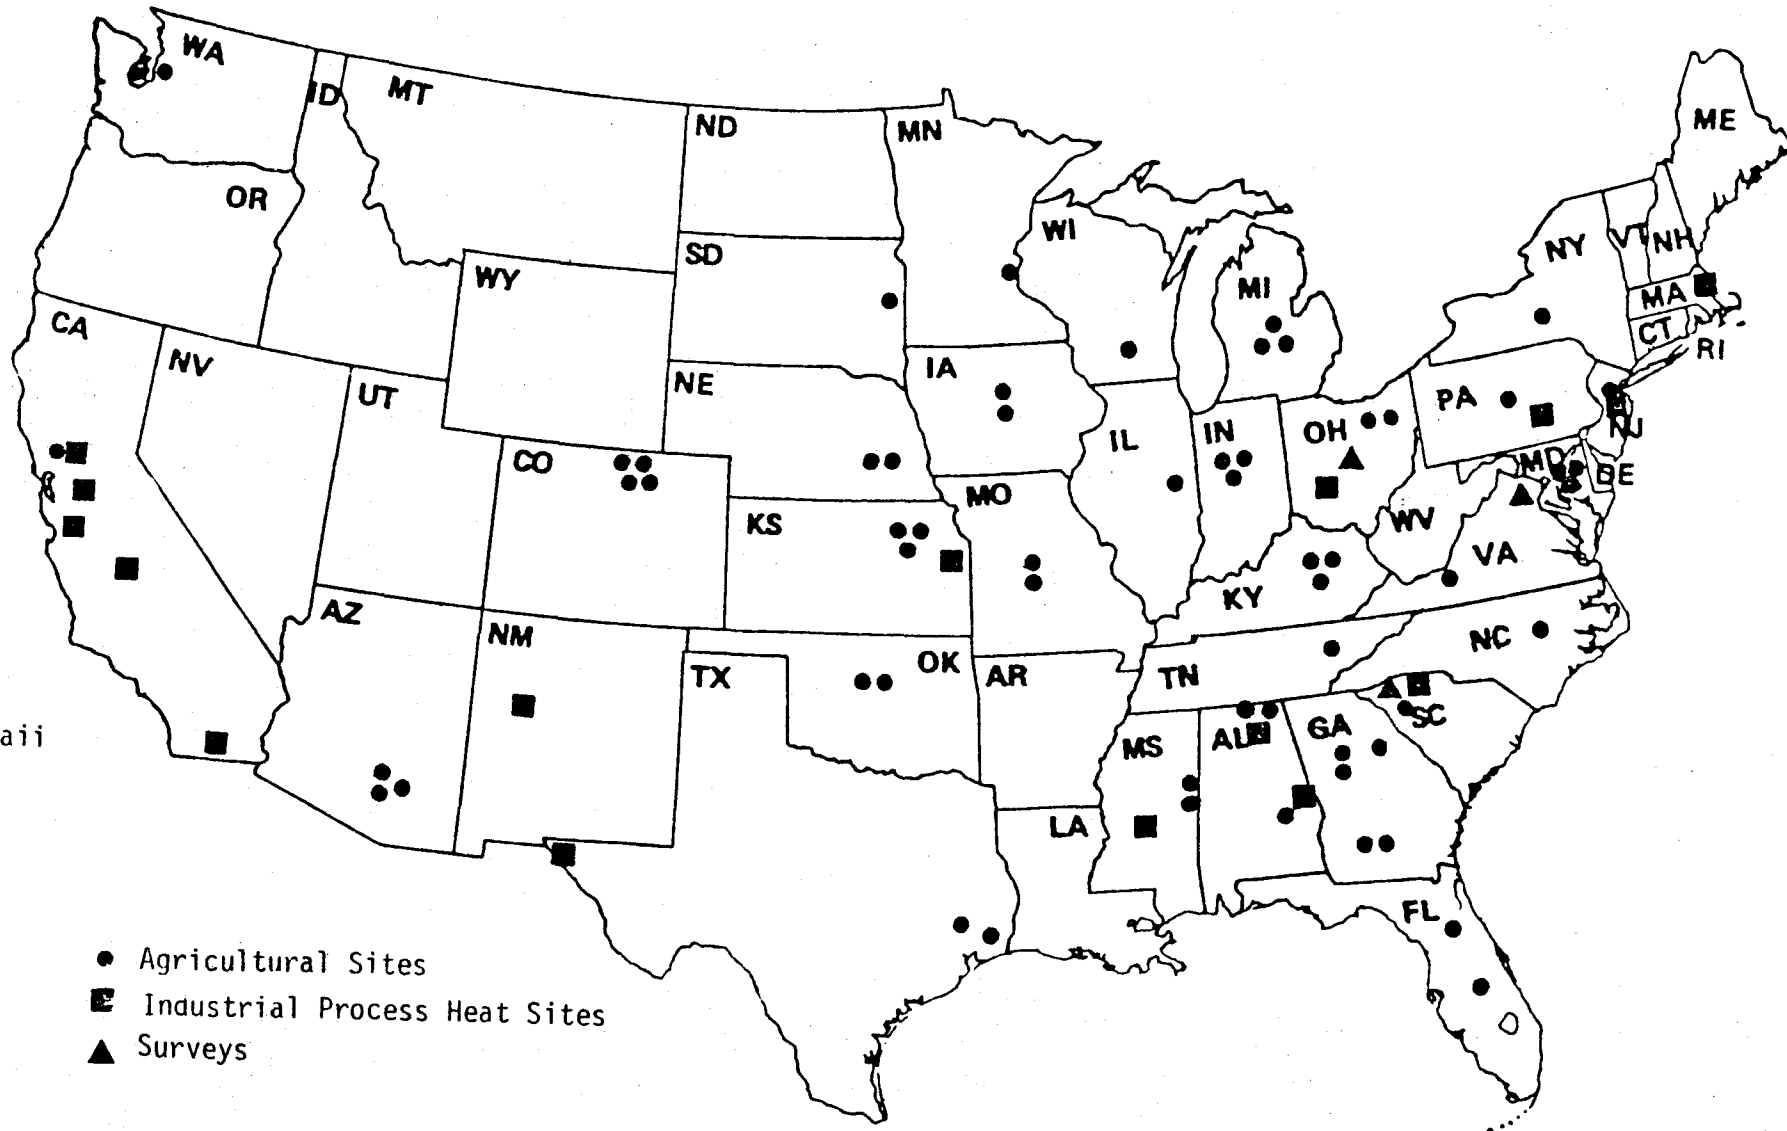 WA
ID
MT
ND
MN
ME
OR
SD
WI
NY
VT
NH
WY
MI
MA
CA
NV
IA
CT
RI
UT
NE
PA
CO
IL
IN
OH
NJ
MD
DE
KS
MO
WV
VA
AZ
NM
KY
NC
TX
OK
AR
TN
aii
MS
AL
GA
SC
LA
FL
Agricultural Sites
Industrial Process Heat Sites
Surveys